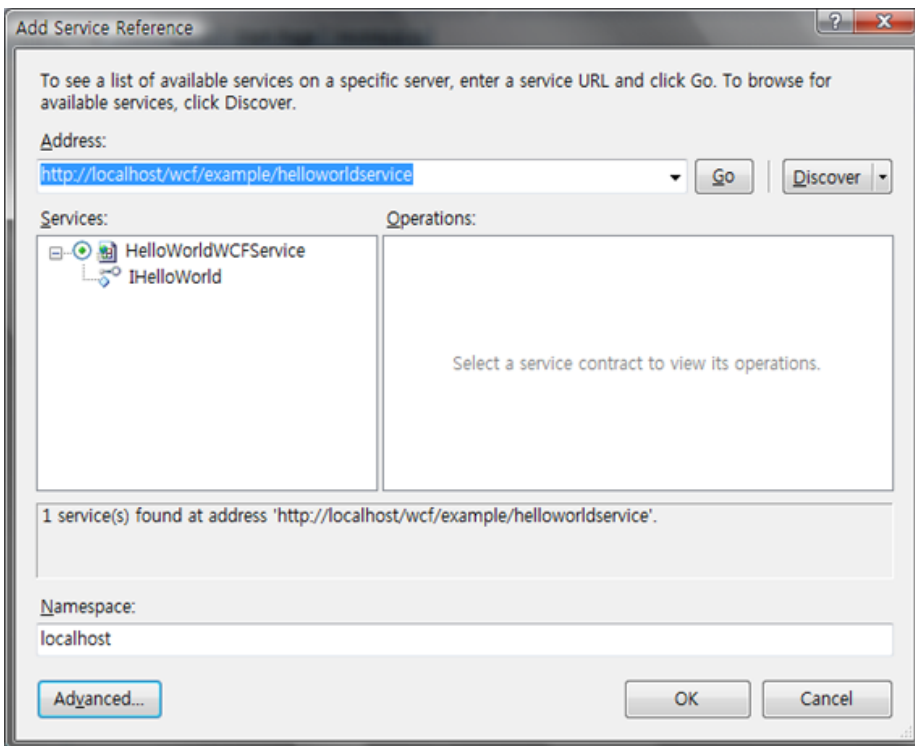 Add Service Reference
To see a list of available services on a specific server, enter a service URL and click Go. To browse for
available services, click Discover.
Address:
http://localhost/wcf/example/helloworldservice
Go
Discover
Services:
Operations:
HelloWorldWCFService
IHelloWorld
Select a service contract to view its operations.
1 service(s) found at address 'http://localhost/wcf/example/helloworldservice'.
Namespace:
localhost
Advanced...
OK
Cancel